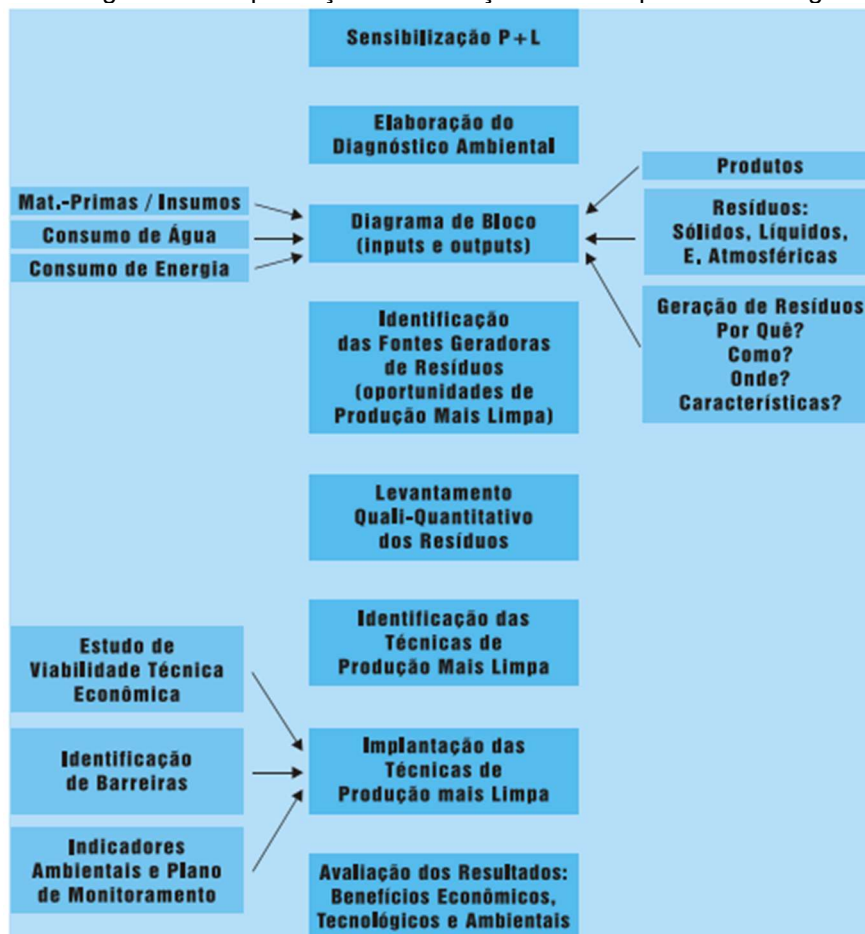 Sensibilização P+L
Elaboração do
Diagnóstico Ambiental
Mat.-Primas / Insumos
Consumo de Água
Consumo de Energia
Diagrama de Bloco
(inputs e outputs)
Produtos
Resíduos:
Sólidos, Líquidos,
E. Atmosféricas
Geração de Resíduos
Por Quê?
Como?
Onde?
Características?
Identificação
das Fontes Geradoras
de Resíduos
(oportunidades de
Produção Mais Limpa)
Levantamento
Quali-Quantitativo
dos Resíduos
Identificação das
Técnicas de
Produção Mais Limpa
Estudo de
Viabilidade Técnica
Econômica
Identificação
de Barreiras
Indicadores
Ambientais e Plano
de Monitoramento
Implantação das
Técnicas de
Produção mais Limpa
Avaliação dos Resultados:
Benefícios Econômicos,
Tecnológicos e Ambientais